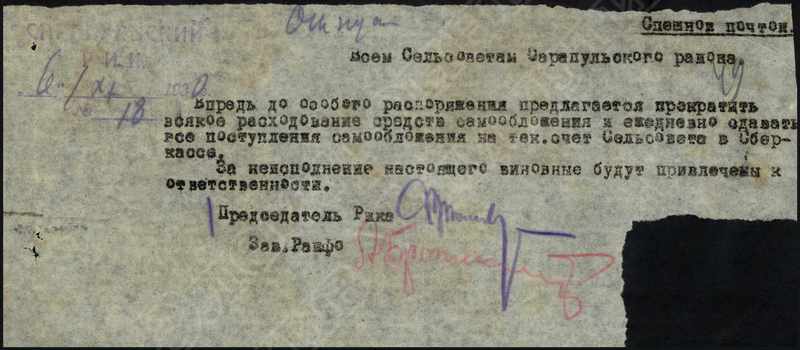 Спешной почтой.
Всем Сельсоветам Сарапульского района.
49
6/XI 1930
№ 18
Впредь до особого распоряжения предлагается прекратить
всякое расходование средств самообложения и ежедневно сдавать
все поступления самообложения на тек.счет Сельсовета в Сбер-
кассе.
За неисполнение настоящего виновные будут привлечены к
ответственности.
Председатель Рика
Зав.Райфо